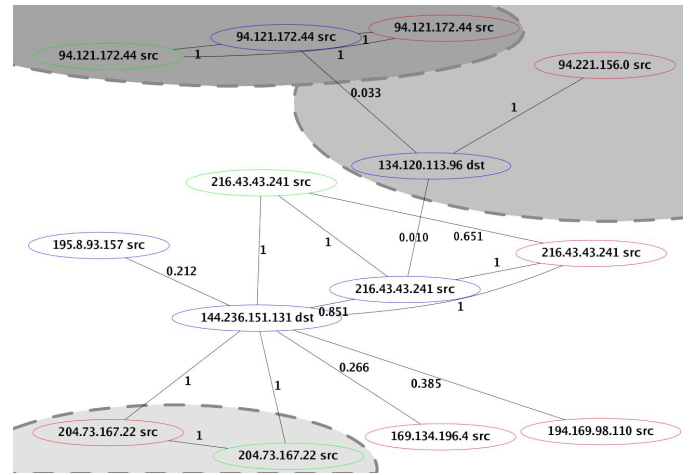 94.121.172.44 src
94.121.172.44 src
94.121.172.44 src
1
1
1
94.221.156.0 src
0.033
1
134.120.113.96 dst
216.43.43.241 src
195.8.93.157 src
1
1
0.010
0.651
216.43.43.241 src
1
0.212
216.43.43.241 src
144.236.151.131 dst
0.851
1
0.266
1
1
0.385
204.73.167.22 src
1
204.73.167.22 src
169.134.196.4 src
194.169.98.110 src